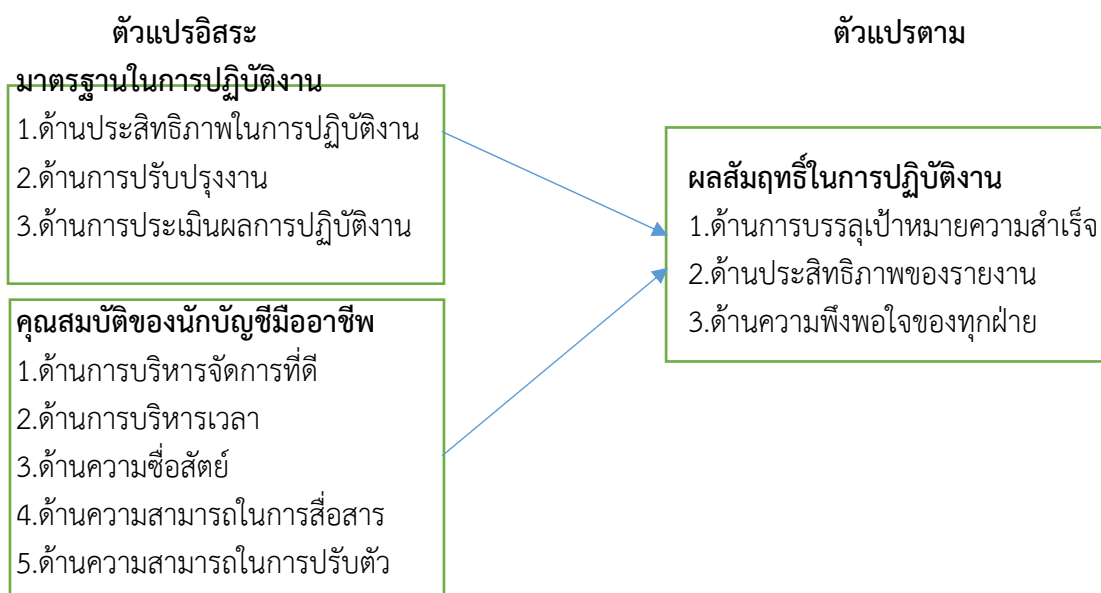 ตัวแปรอิสระ
ตัวแปรตาม
มาตรฐานในการปฏิบัติงาน
1.ด้านประสิทธิภาพในการปฏิบัติงาน
2.ด้านการปรับปรุงงาน
3.ด้านการประเมินผลการปฏิบัติงาน
คุณสมบัติของนักบัญชีมืออาชีพ
1.ด้านการบริหารจัดการที่ดี
2.ด้านการบริหารเวลา
3.ด้านความซื่อสัตย์
4.ด้านความสามารถในการสื่อสาร
5.ด้านความสามารถในการปรับตัว
ผลสัมฤทธิ์ในการปฏิบัติงาน
1.ด้านการบรรลุเป้าหมายความสำเร็จ
2.ด้านประสิทธิภาพของรายงาน
3.ด้านความพึงพอใจของทุกฝ่าย